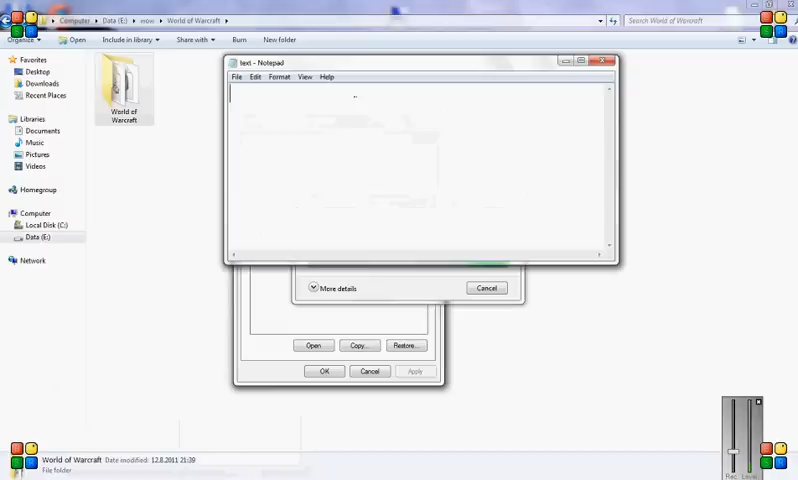 Computer ▸ Data (E:) ▸ wow ▸ World of Warcraft ▸
Search World of Warcraft
Organize
Open
Include in library
Share with
Burn
New folder
Favorites
Desktop
Downloads
Recent Places
Libraries
Documents
Music
Pictures
Videos
Homegroup
Computer
Local Disk (C:)
Data (E:)
Network
World of
Warcraft
text - Notepad
File Edit Format View Help
More details
Cancel
Open
Copy...
Restore...
OK
Cancel
Apply
World of Warcraft Date modified: 12.8.2011 21:39
File folder
Rec